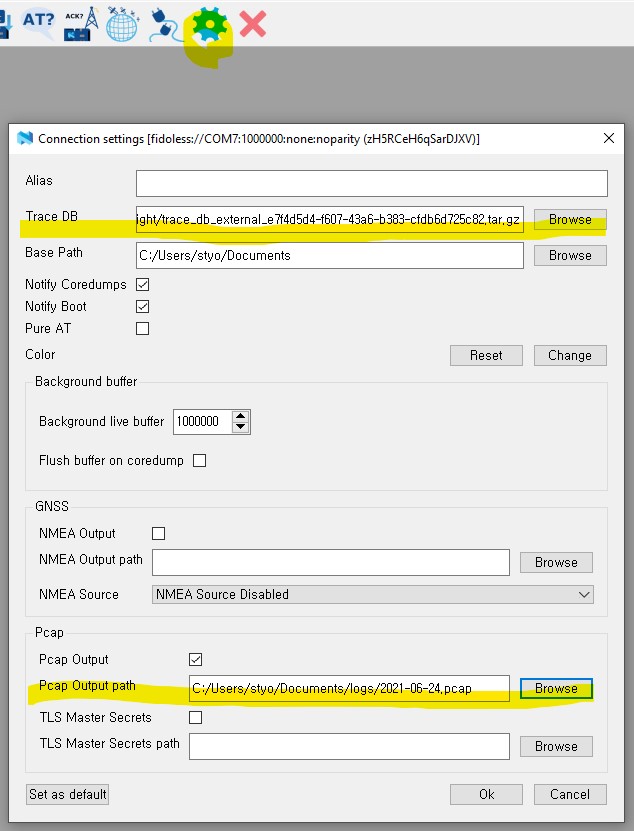 AT?
ACK?
Connection settings [fidoless://COM7:1000000:none:noparity (zH5RCeH6qSarDJXV)]
Alias
Trace DB ight/trace_db_external_e7f4d5d4-f607-43a6-b383-cfdb6d725c82.tar.gz Browse
Base Path C:/Users/styo/Documents Browse
Notify Coredumps
Notify Boot
Pure AT
Color Reset Change
Background buffer
Background live buffer 1000000
Flush buffer on coredump
GNSS
NMEA Output
NMEA Output path Browse
NMEA Source NMEA Source Disabled
Pcap
Pcap Output
Pcap Output path C:/Users/styo/Documents/logs/2021-06-24.pcap Browse
TLS Master Secrets
TLS Master Secrets path Browse
Set as default Ok Cancel